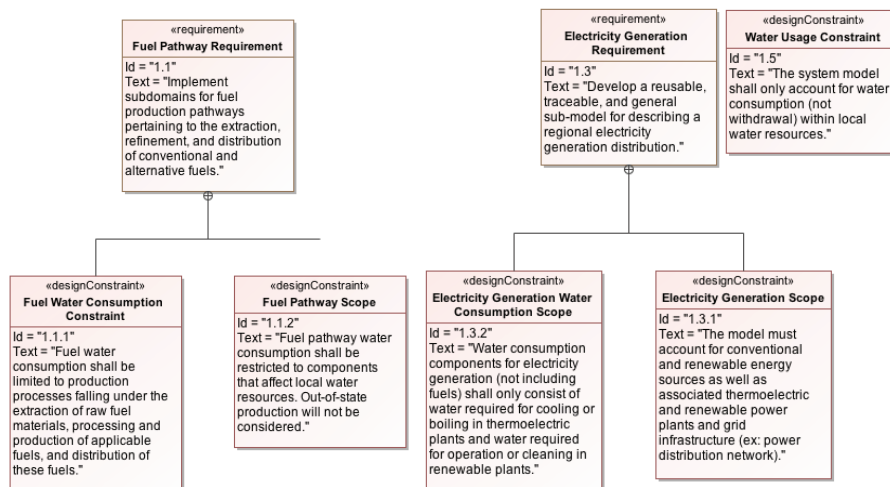 «requirement»
Fuel Pathway Requirement
Id = "1.1"
Text = "Implement
subdomains for fuel
production pathways
pertaining to the extraction,
refinement, and distribution
of conventional and
alternative fuels."
«requirement»
Electricity Generation
Requirement
Id = "1.3"
Text = "Develop a reusable,
traceable, and general
sub-model for describing a
regional electricity
generation distribution."
«designConstraint»
Water Usage Constraint
Id = "1.5"
Text = "The system model
shall only account for water
consumption (not
withdrawal) within local
water resources."
«designConstraint»
Fuel Water Consumption
Constraint
Id = "1.1.1"
Text = "Fuel water
consumption shall be
limited to production
processes falling under the
extraction of raw fuel
materials, processing and
production of applicable
fuels, and distribution of
these fuels."
«designConstraint»
Fuel Pathway Scope
Id = "1.1.2"
Text = "Fuel pathway water
consumption shall be
restricted to components
that affect local water
resources. Out-of-state
production will not be
considered."
«designConstraint»
Electricity Generation Water
Consumption Scope
Id = "1.3.2"
Text = "Water consumption
components for electricity
generation (not including
fuels) shall only consist of
water required for cooling or
boiling in thermoelectric
plants and water required
for operation or cleaning in
renewable plants."
«designConstraint»
Electricity Generation Scope
Id = "1.3.1"
Text = "The model must
account for conventional
and renewable energy
sources as well as
associated thermoelectric
and renewable power
plants and grid
infrastructure (ex: power
distribution network)."